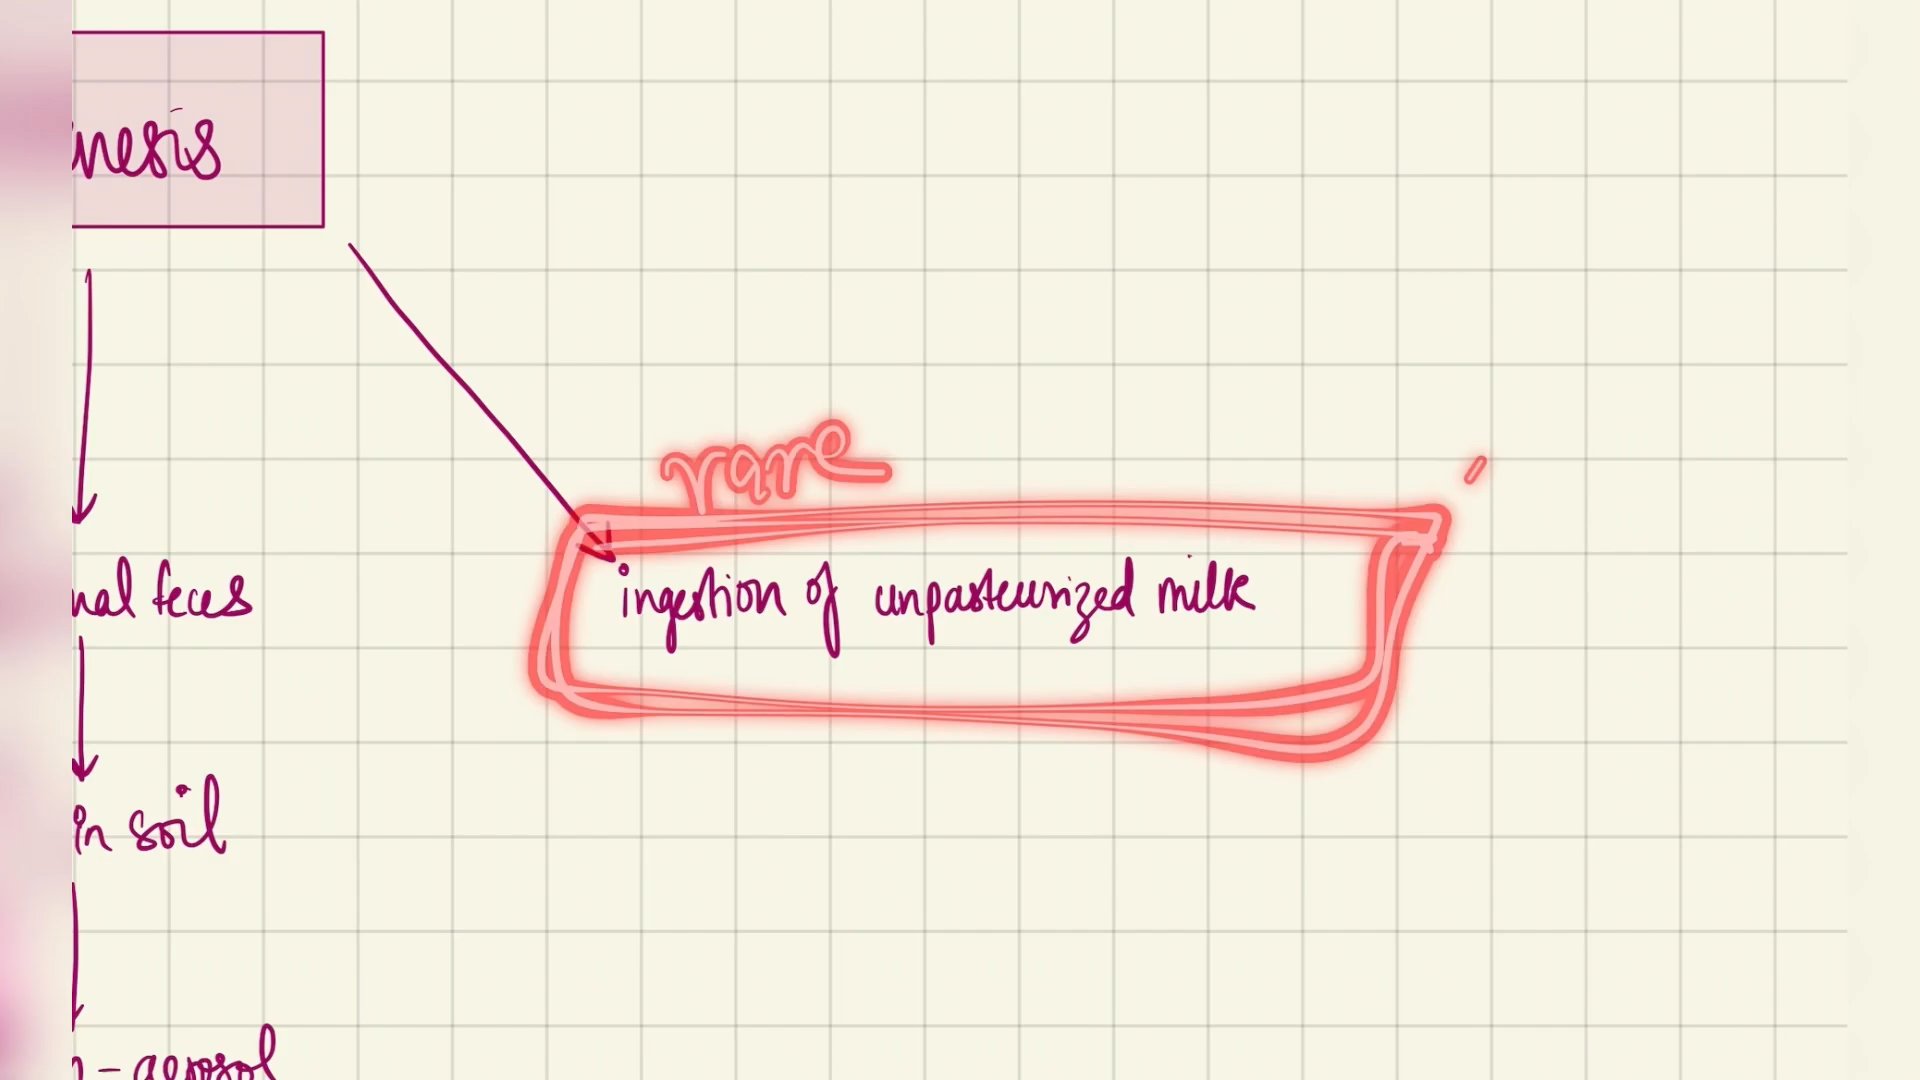 nesis
rare
ingestion of unpasteurized milk
nal feces
in soil
n - aerosol